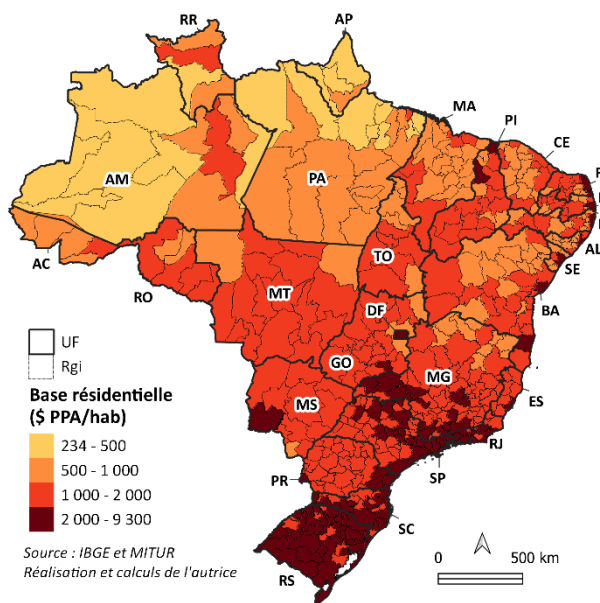 RR
AP
MA
PI
CE
AM
PA
AL
AC
TO
SE
RO
MT
DF
BA
GO
MG
ES
MS
RJ
SP
PR
SC
RS
UF
Rgi
Base résidentielle
($ PPA/hab)
234 - 500
500 - 1 000
1 000 - 2 000
2 000 - 9 300
Source : IBGE et MITUR
Réalisation et calculs de l'autrice
0 500 km